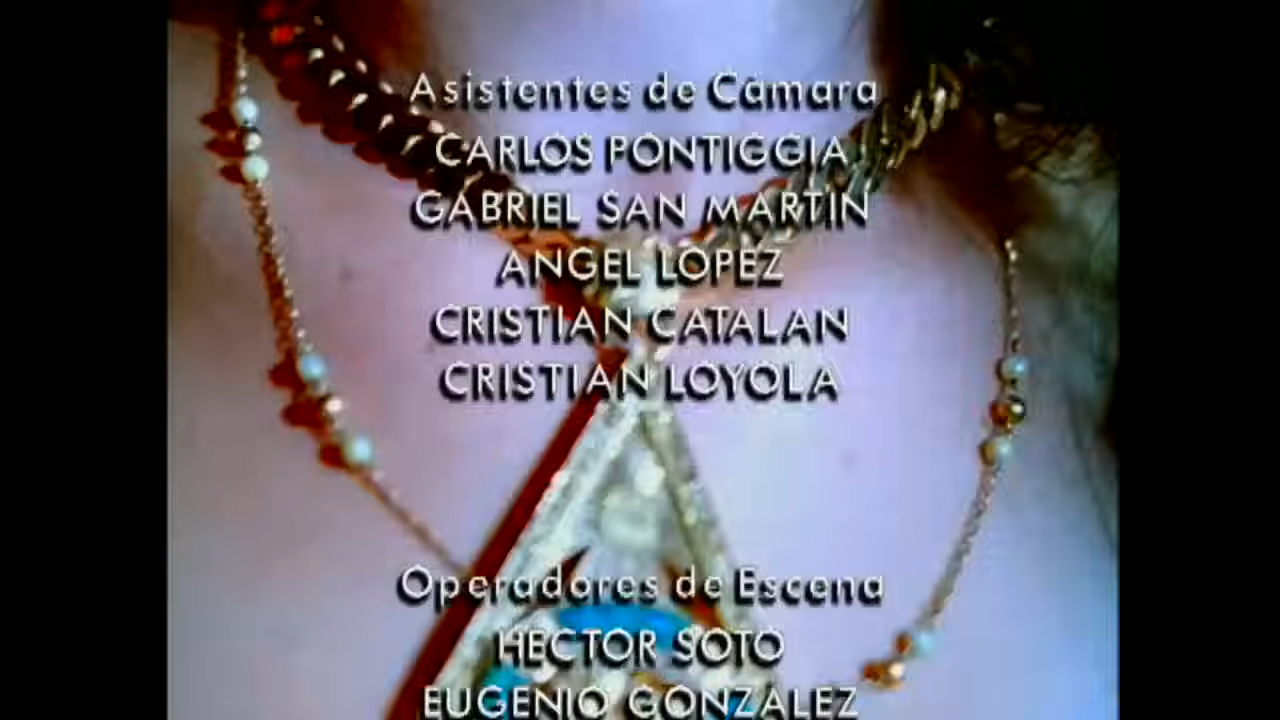 Asistentes de Cámara
CARLOS PONTIGGIA
GABRIEL SAN MARTIN
ANGEL LOPEZ
CRISTIAN CATALAN
CRISTIAN LOYOLA
Operadores de Escena
HECTOR SOTO
EUGENIO GONZALEZ